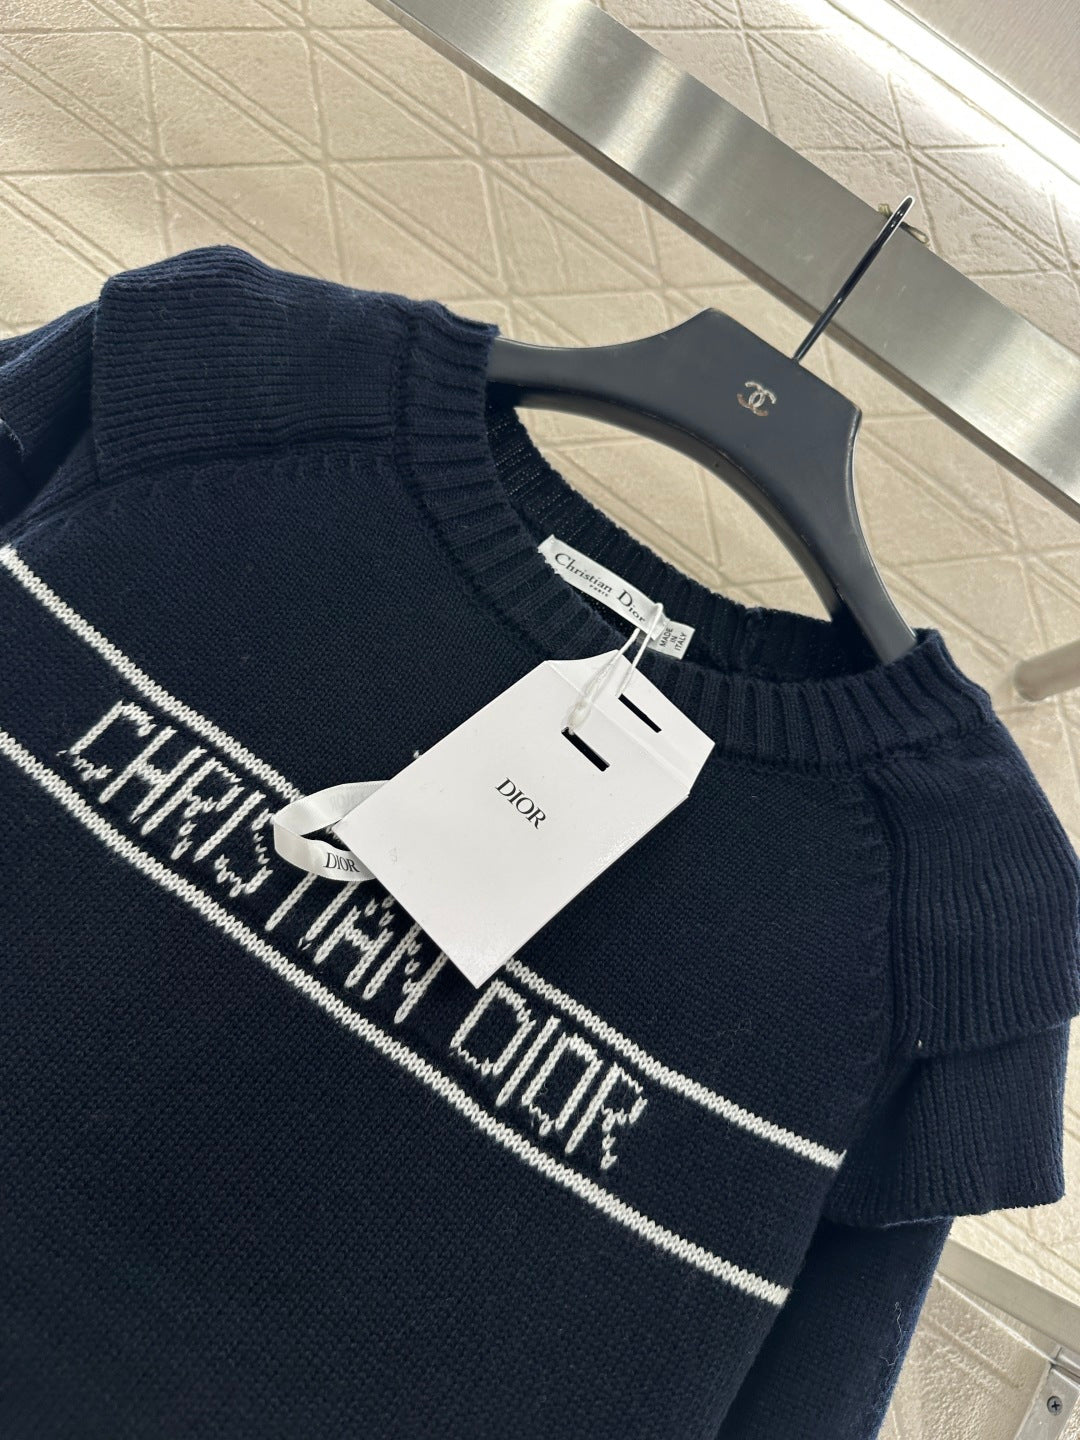 Christian Dior
PARIS
MADE
IN
ITALY
DIOR
DIOR
CHRISTIAN DIOR